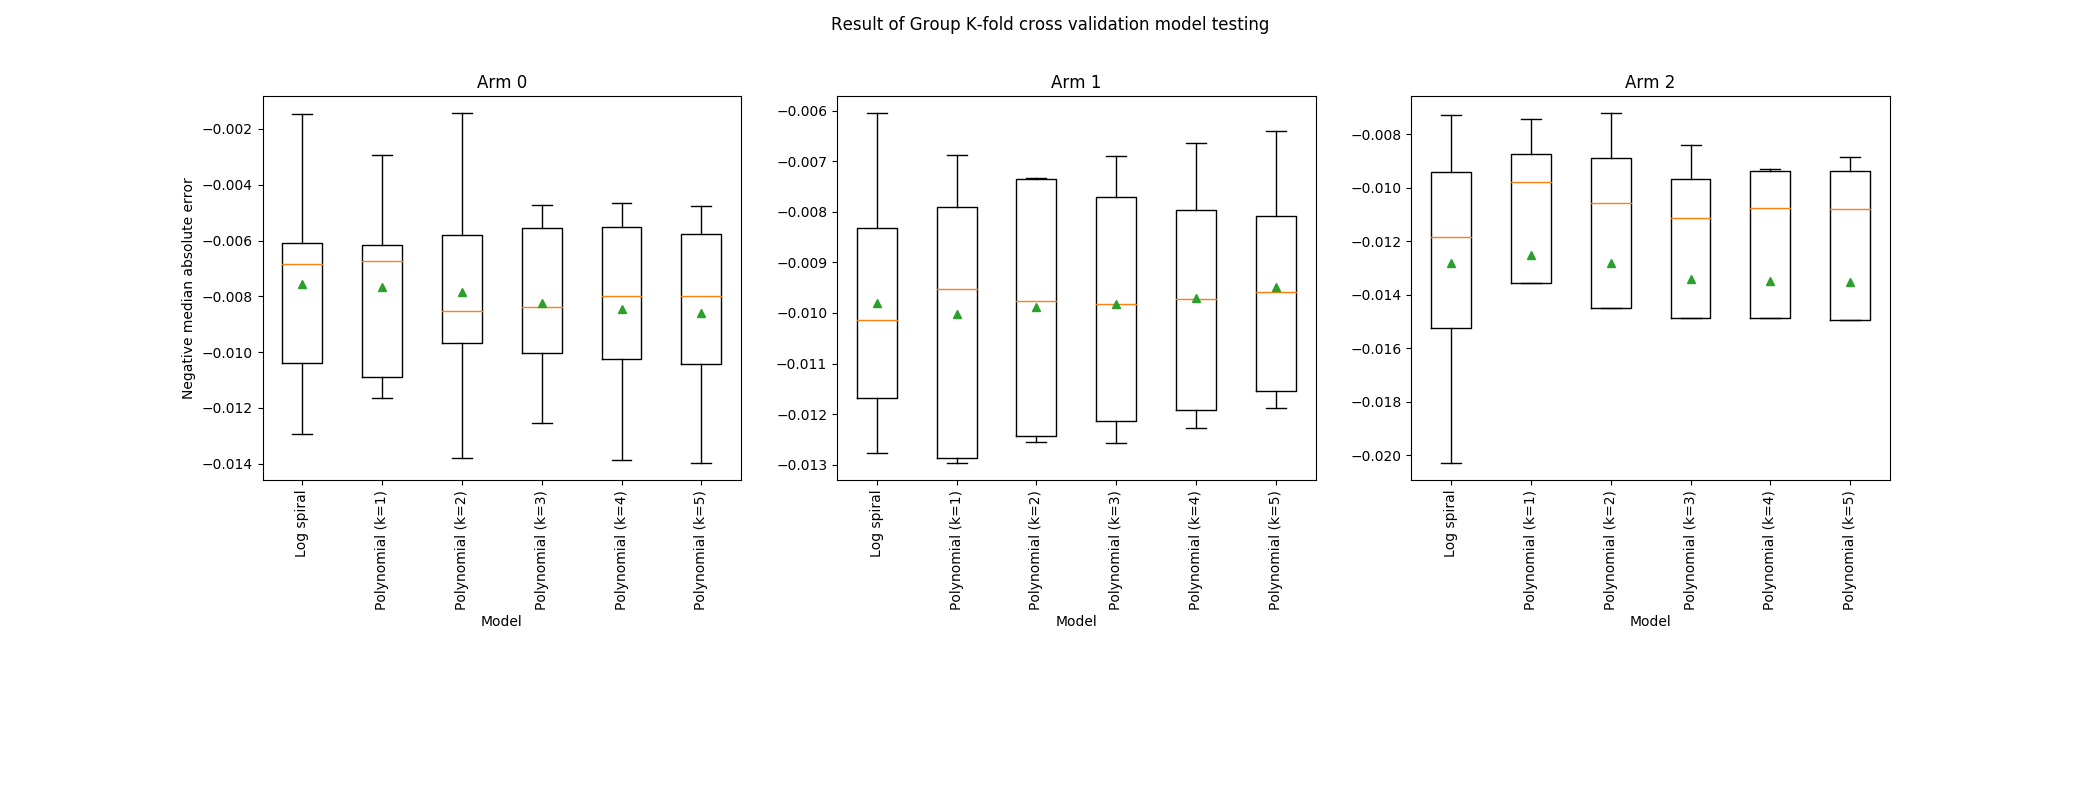 Result of Group K-fold cross validation model testing
Arm 0
Negative median absolute error
−0.002
−0.004
−0.006
−0.008
−0.010
−0.012
−0.014
Log spiral
Polynomial (k=1)
Polynomial (k=2)
Polynomial (k=3)
Polynomial (k=4)
Polynomial (k=5)
Model
Arm 1
−0.006
−0.007
−0.008
−0.009
−0.010
−0.011
−0.012
−0.013
Log spiral
Polynomial (k=1)
Polynomial (k=2)
Polynomial (k=3)
Polynomial (k=4)
Polynomial (k=5)
Model
Arm 2
−0.008
−0.010
−0.012
−0.014
−0.016
−0.018
−0.020
Log spiral
Polynomial (k=1)
Polynomial (k=2)
Polynomial (k=3)
Polynomial (k=4)
Polynomial (k=5)
Model